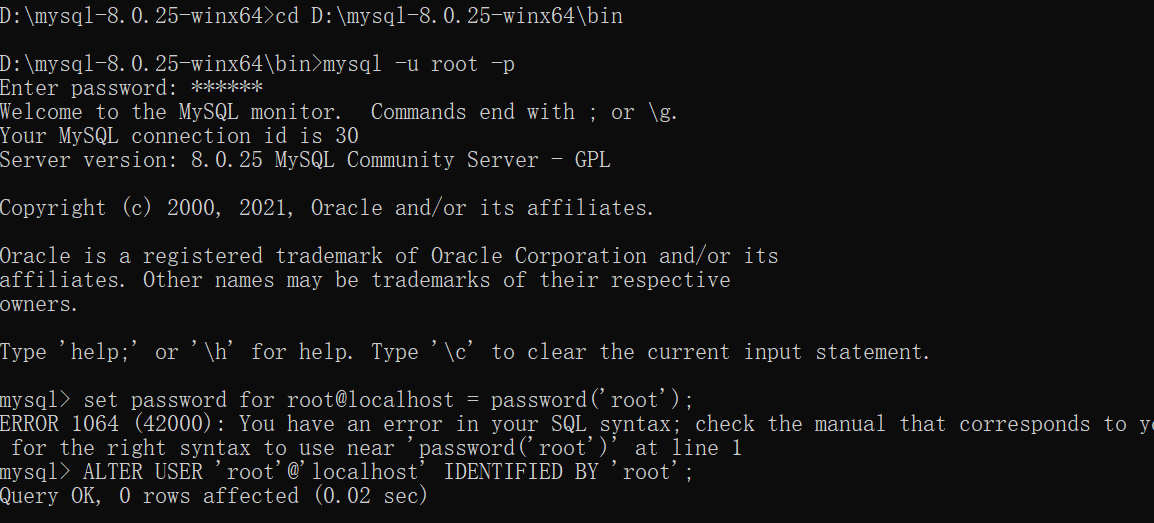 D:\mysql-8.0.25-winx64>cd D:\mysql-8.0.25-winx64\bin
D:\mysql-8.0.25-winx64\bin>mysql -u root -p
Enter password: ******
Welcome to the MySQL monitor.  Commands end with ; or \g.
Your MySQL connection id is 30
Server version: 8.0.25 MySQL Community Server - GPL
Copyright (c) 2000, 2021, Oracle and/or its affiliates.
Oracle is a registered trademark of Oracle Corporation and/or its
affiliates. Other names may be trademarks of their respective
owners.
Type 'help;' or '\h' for help. Type '\c' to clear the current input statement.
mysql> set password for root@localhost = password('root');
ERROR 1064 (42000): You have an error in your SQL syntax; check the manual that corresponds to
for the right syntax to use near 'password('root')' at line 1
mysql> ALTER USER 'root'@'localhost' IDENTIFIED BY 'root';
Query OK, 0 rows affected (0.02 sec)